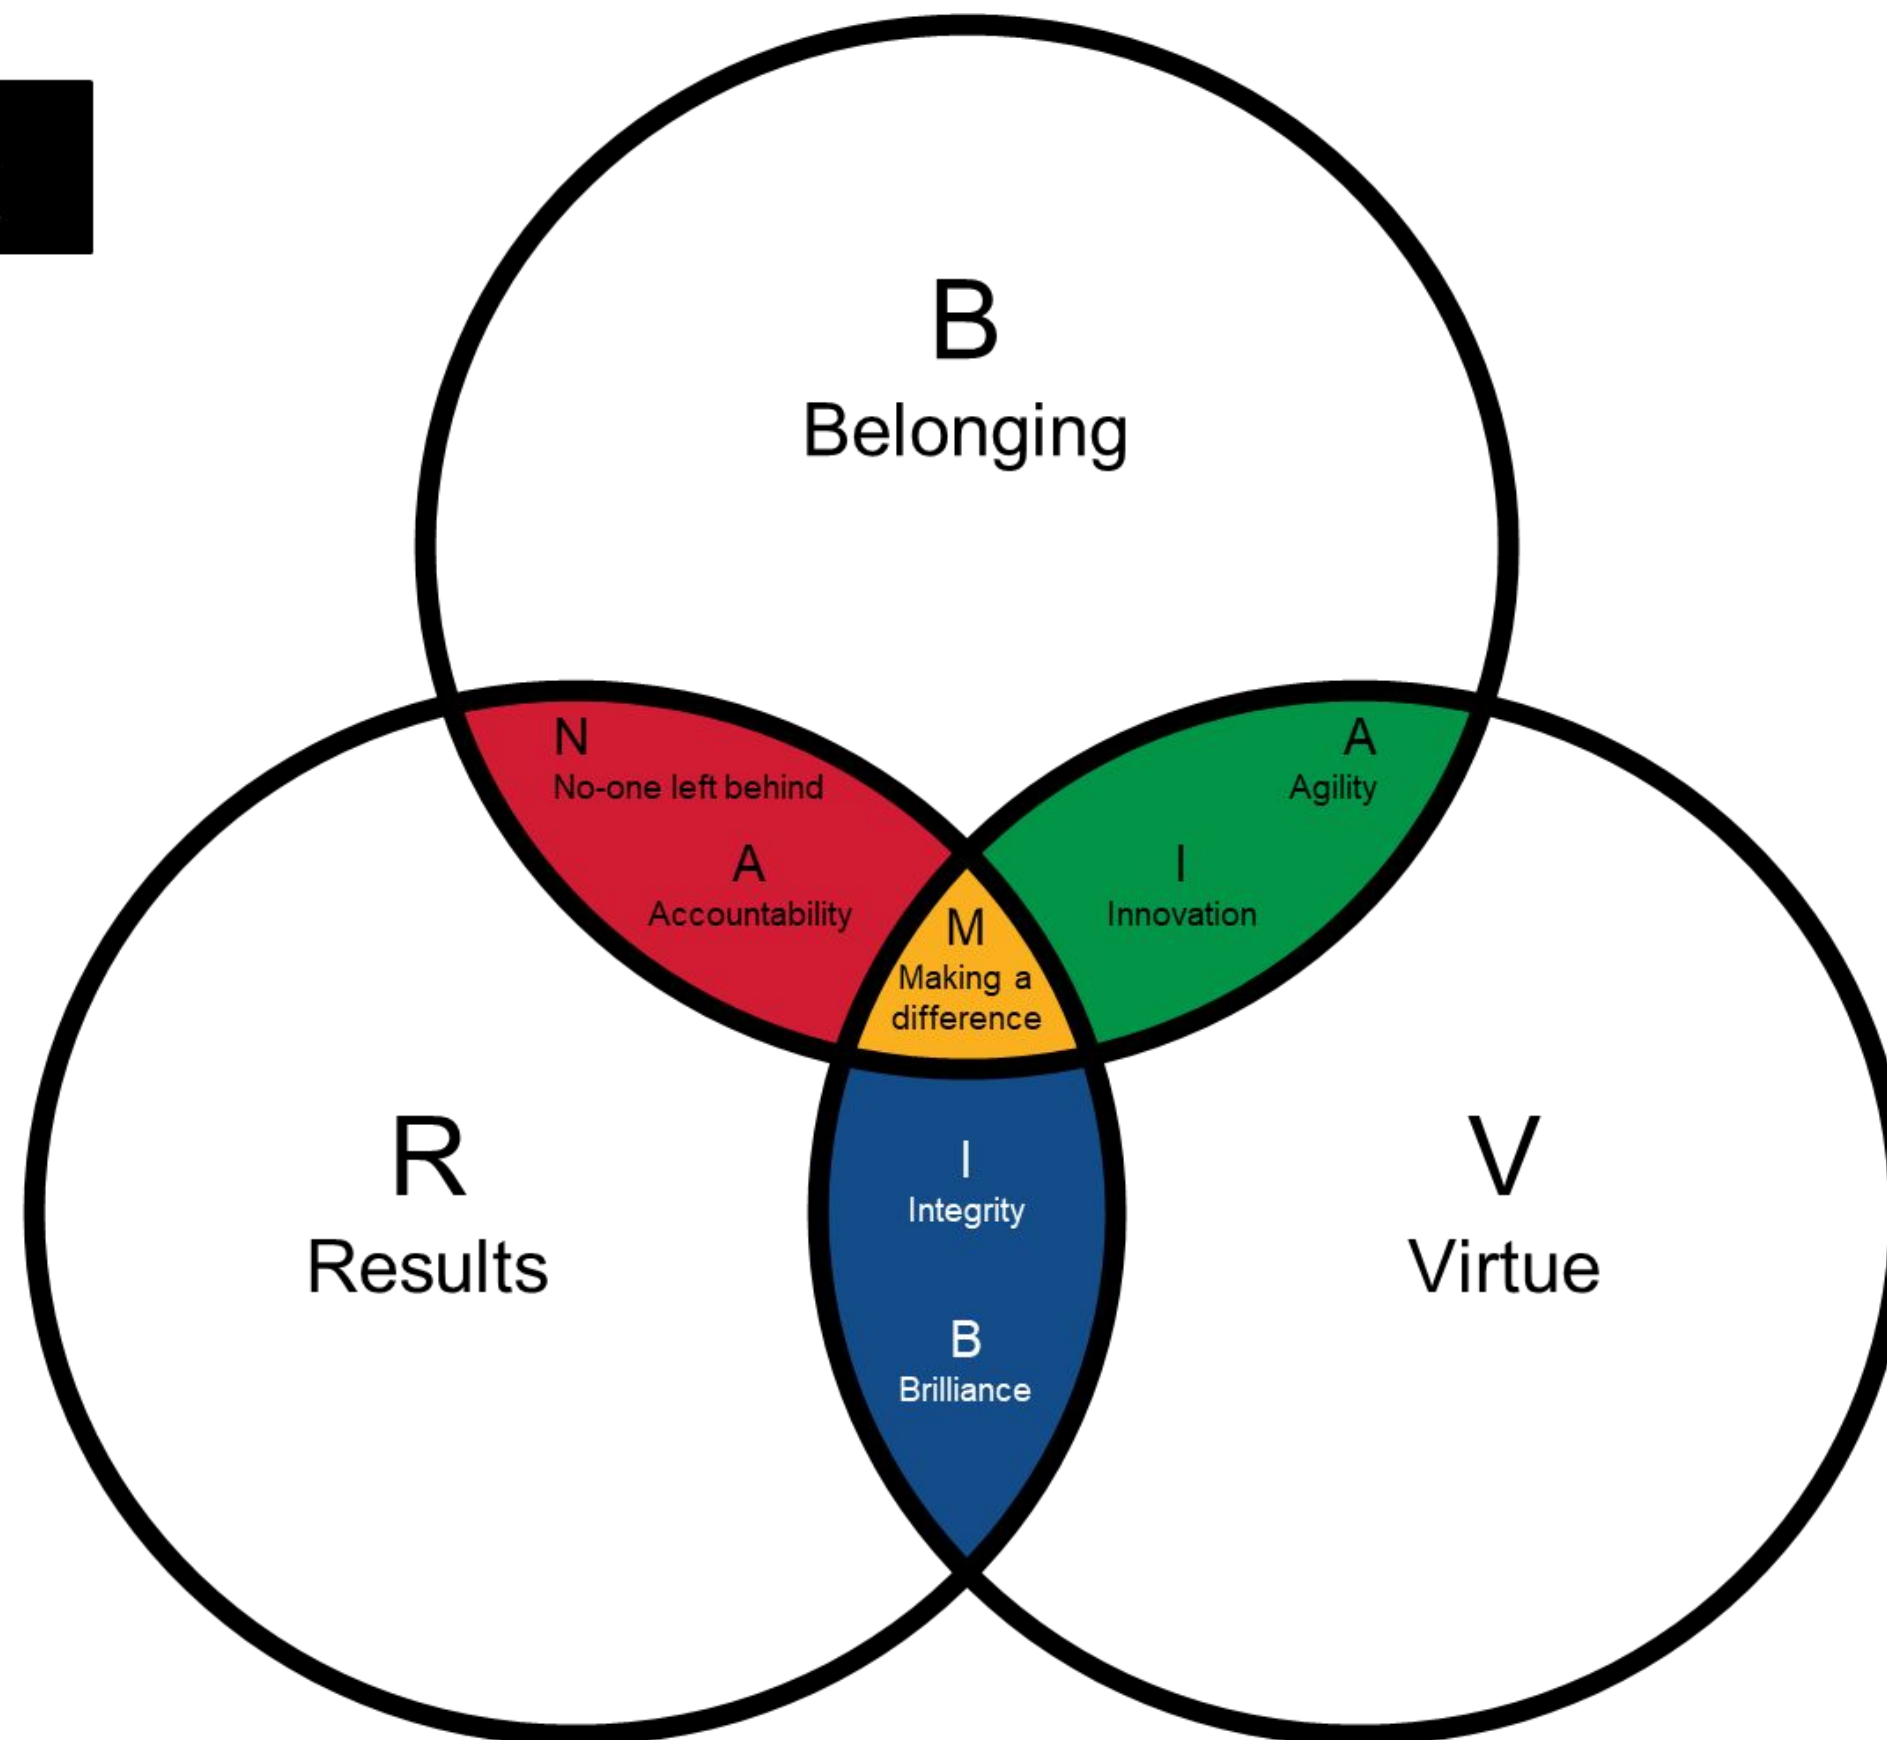 B
Belonging
N
No-one left behind
A
Accountability
A
Agility
I
Innovation
M
Making a
difference
R
Results
I
Integrity
B
Brilliance
V
Virtue